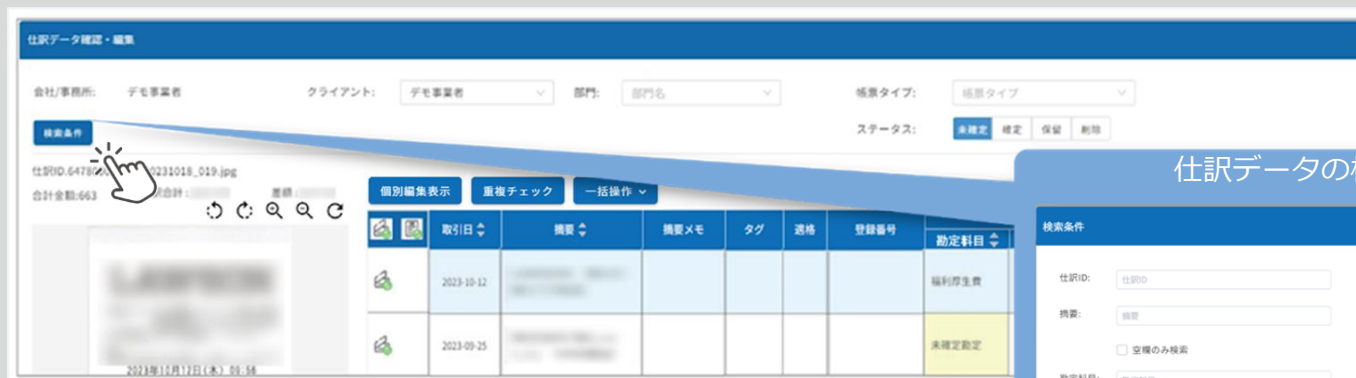 仕訳データ確認・編集
会社/事務所: デモ事業者 クライアント: デモ事業者 部門: 部門名 帳票タイプ: 帳票タイプ
検索条件 ステータス: 未確定 確定 保留 削除
仕訳ID.6478 0231018_019.jpg
合計金額:663 訳合計: 差額:
個別編集表示 重複チェック 一括操作
取引日 摘要 摘要メモ タグ 適格 登録番号 勘定科目
2023-10-12 福利厚生費
2023-09-25 未確定勘定
2023年10月12日(木) 09:56
仕訳データの
検索条件
仕訳ID: 仕訳ID
摘要: 摘要
空欄のみ検索
勘定科目: